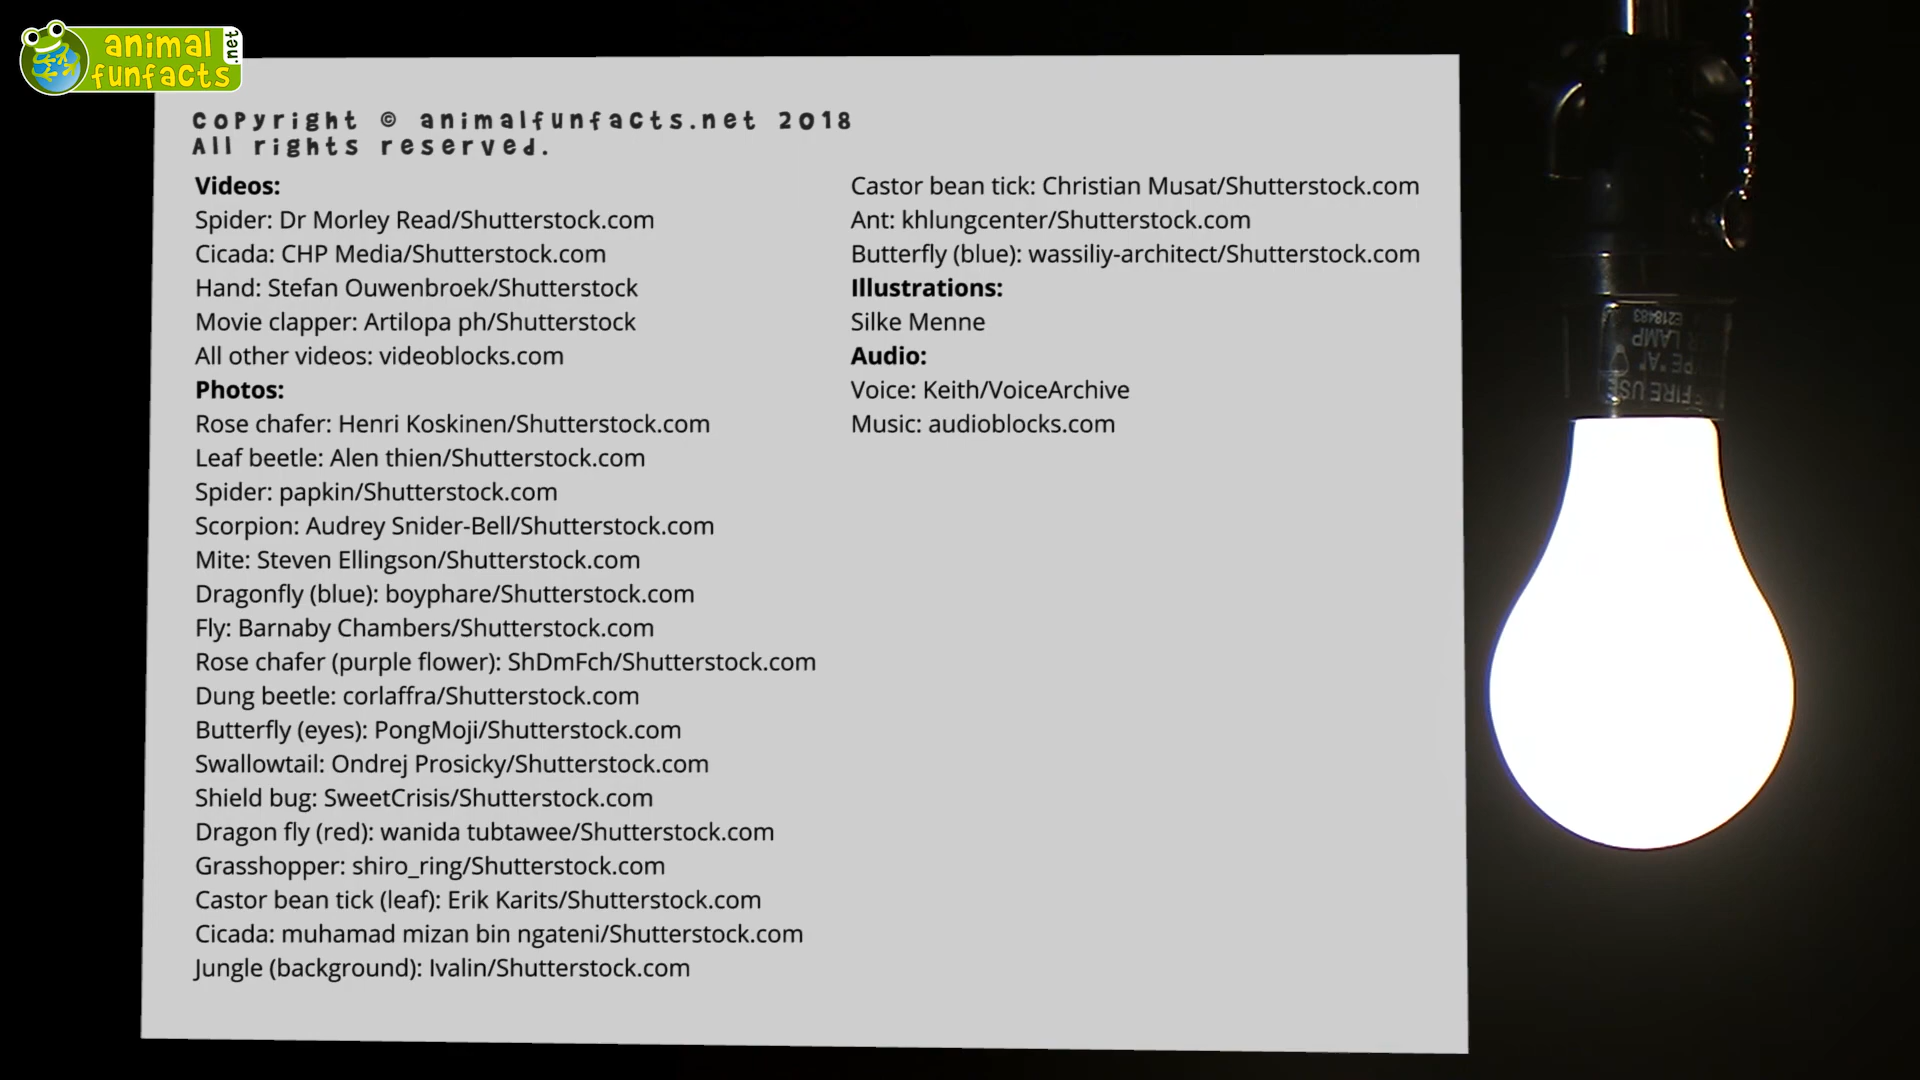 animal
funfacts
.net
Copyright © animalfunfacts.net 2018
All rights reserved.
Videos:
Spider: Dr Morley Read/Shutterstock.com
Cicada: CHP Media/Shutterstock.com
Hand: Stefan Ouwenbroek/Shutterstock
Movie clapper: Artilopa ph/Shutterstock
All other videos: videoblocks.com
Photos:
Rose chafer: Henri Koskinen/Shutterstock.com
Leaf beetle: Alen thien/Shutterstock.com
Spider: papkin/Shutterstock.com
Scorpion: Audrey Snider-Bell/Shutterstock.com
Mite: Steven Ellingson/Shutterstock.com
Dragonfly (blue): boyphare/Shutterstock.com
Fly: Barnaby Chambers/Shutterstock.com
Rose chafer (purple flower): ShDmFch/Shutterstock.com
Dung beetle: corlaffra/Shutterstock.com
Butterfly (eyes): PongMoji/Shutterstock.com
Swallowtail: Ondrej Prosicky/Shutterstock.com
Shield bug: SweetCrisis/Shutterstock.com
Dragon fly (red): wanida tubtawee/Shutterstock.com
Grasshopper: shiro_ring/Shutterstock.com
Castor bean tick (leaf): Erik Karits/Shutterstock.com
Cicada: muhamad mizan bin ngateni/Shutterstock.com
Jungle (background): Ivalin/Shutterstock.com
Castor bean tick: Christian Musat/Shutterstock.com
Ant: khlungcenter/Shutterstock.com
Butterfly (blue): wassiliy-architect/Shutterstock.com
Illustrations:
Silke Menne
Audio:
Voice: Keith/VoiceArchive
Music: audioblocks.com
FIRE USE
PE "A"
LAMP
E218483